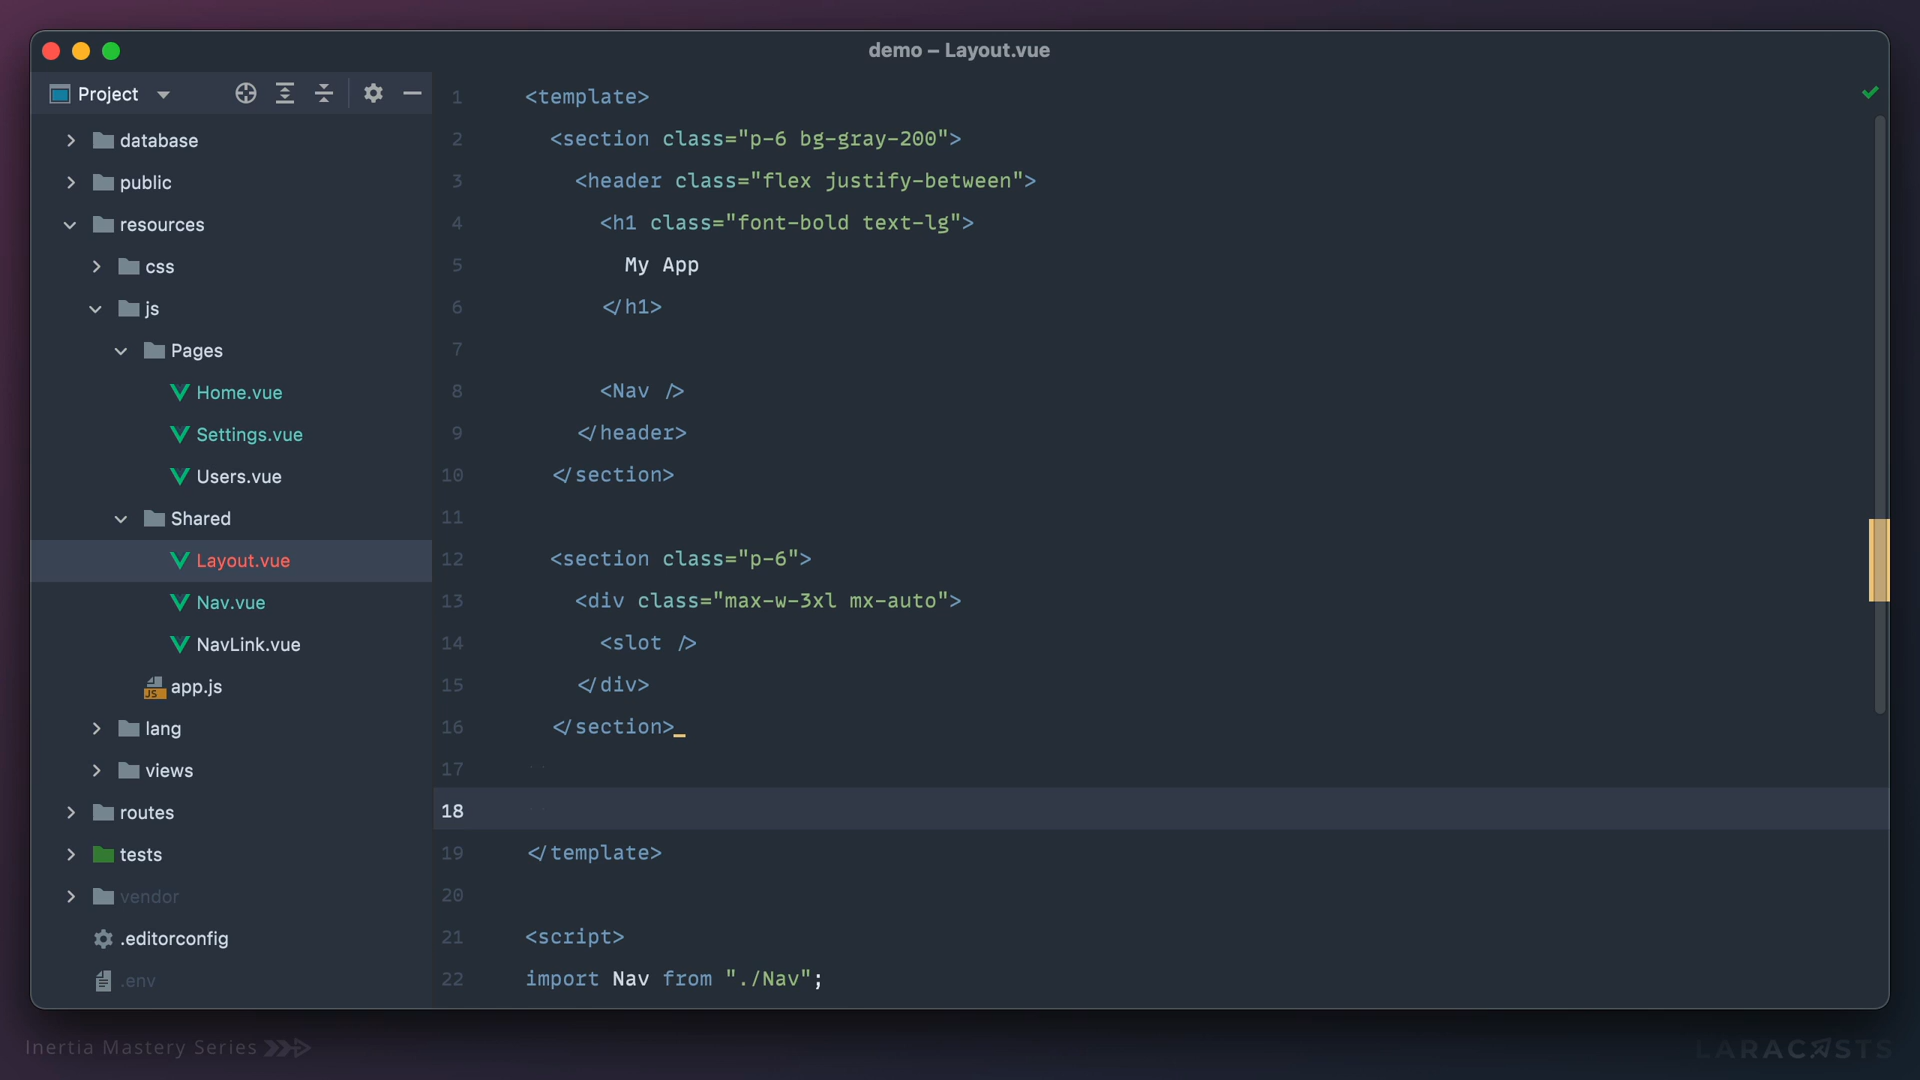 demo – Layout.vue
Project
database
public
resources
css
js
Pages
Home.vue
Settings.vue
Users.vue
Shared
Layout.vue
Nav.vue
NavLink.vue
JS app.js
lang
views
routes
tests
vendor
.editorconfig
.env
1 <template>
2 <section class="p-6 bg-gray-200">
3 <header class="flex justify-between">
4 <h1 class="font-bold text-lg">
5 My App
6 </h1>
7
8 <Nav />
9 </header>
10 </section>
11
12 <section class="p-6">
13 <div class="max-w-3xl mx-auto">
14 <slot />
15 </div>
16 </section>
17
18
19 </template>
20
21 <script>
22 import Nav from "./Nav";
Inertia Mastery Series
LARACASTS